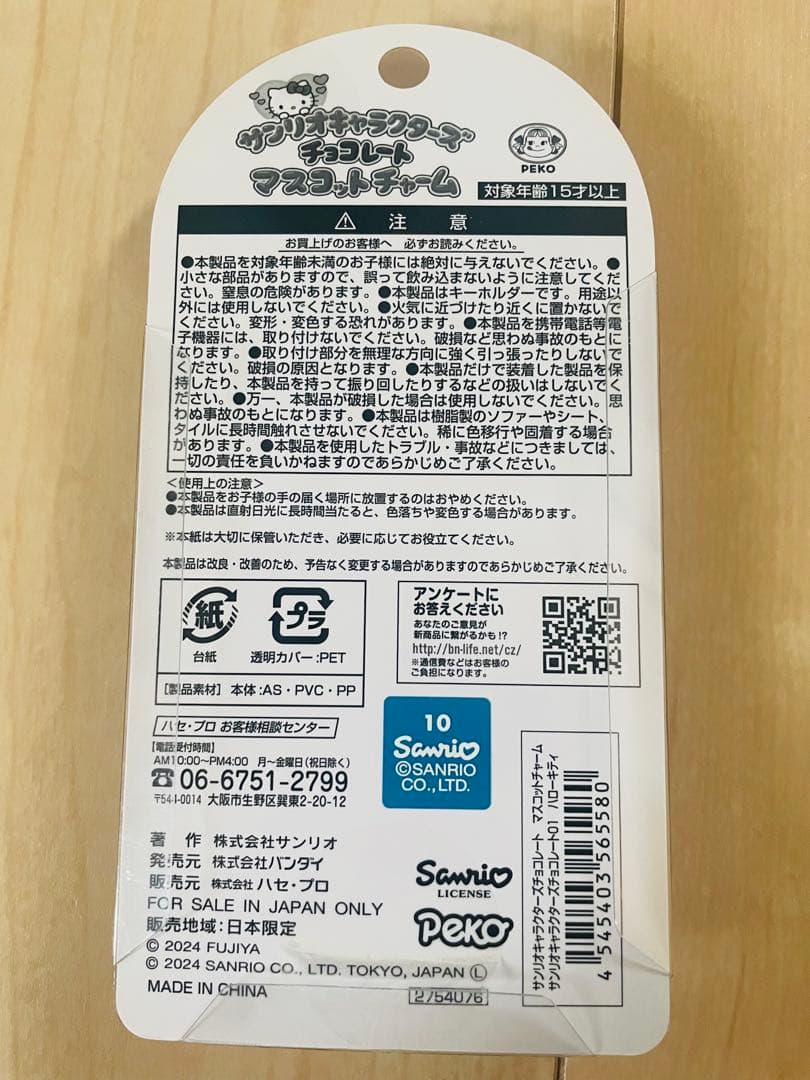 サンリオキャラクターズ
チョコレート
マスコットチャーム
PEKO
対象年齢15才以上
注意
お買上げのお客様へ 必ずお読みください。
●本製品を対象年齢未満のお子様には絶対に与えないでください。●
小さな部品がありますので、誤って飲み込まないように注意してくだ
さい。窒息の危険があります。●本製品はキーホルダーです。用途以
外には使用しないでください。●火気に近づけたり近くに置かないで
ください。変形・変色する恐れがあります。●本製品を携帯電話等電
子機器には、取り付けないでください。破損など思わぬ事故のもとに
なります。●取り付け部分を無理な方向に強く引っ張ったりしないで
ください。破損の原因となります。●本製品だけで装着した製品を保
持したり、本製品を持って振り回したりするなどの扱いはしないでく
ださい。●万一、本製品が破損した場合は使用しないでください。思
わぬ事故のもとになります。●本製品は樹脂製のソファーやシート、
タイルに長時間触れさせないでください。稀に色移行や固着する場合
があります。●本製品を使用したトラブル・事故などにつきましては、
一切の責任を負いかねますのであらかじめご了承ください。
＜使用上の注意＞
●本製品をお子様の手の届く場所に放置するのはおやめください。
●本製品は直射日光に長時間当たると、色落ちや変色する場合があります。
※本紙は大切に保管いただき、必要に応じてお役立てください。
本製品は改良・改善のため、予告なく変更する場合がありますのであらかじめご了承ください。
紙
台紙
プラ
透明カバー:PET
[製品素材] 本体:AS・PVC・PP
アンケートに
お答えください
あなたのご意見が
新商品に繋がるかも!?
http://bn-life.net/cz/
※通信費などはお客様の
ご負担になります。
ハセ・プロ お客様相談センター
【電話受付時間】
AM10:00〜PM4:00 月〜金曜日(祝日除く)
☎06-6751-2799
〒544-0014 大阪市生野区巽東2-20-12
10
Sanrio
©SANRIO
CO.,LTD.
著 作 株式会社サンリオ
発売元 株式会社バンダイ
販売元 株式会社 ハセ・プロ
FOR SALE IN JAPAN ONLY
販売地域:日本限定
© 2024 FUJIYA
© 2024 SANRIO CO., LTD. TOKYO, JAPAN Ⓛ
MADE IN CHINA
Sanrio
LICENSE
PeKo
2754076
サンリオキャラクターズチョコレート マスコットチャーム
サンリオキャラクターズチョコレート01 ハローキティ
4 545403 565580